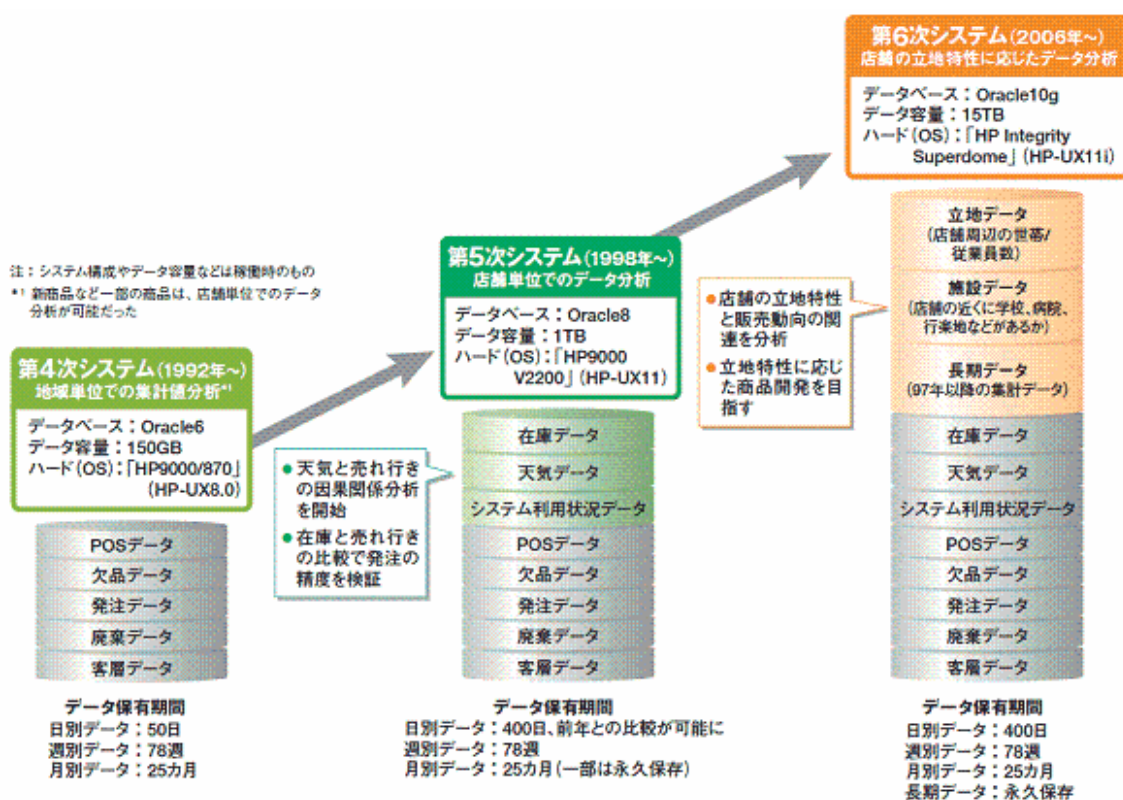 注：システム構成やデータ容量などは稼働時のもの
*1 新商品など一部の商品は、店舗単位でのデータ
分析が可能だった
第4次システム（1992年～）
地域単位での集計値分析*1
データベース：Oracle6
データ容量：150GB
ハード（OS）：「HP9000/870」
（HP-UX8.0）
POSデータ
欠品データ
発注データ
廃棄データ
客層データ
データ保有期間
日別データ：50日
週別データ：78週
月別データ：25カ月
第5次システム（1998年～）
店舗単位でのデータ分析
データベース：Oracle8
データ容量：1TB
ハード（OS）：「HP9000
V2200」（HP-UX11）
●天気と売れ行き
の因果関係分析
を開始
●在庫と売れ行き
の比較で発注の
精度を検証
在庫データ
天気データ
システム利用状況データ
POSデータ
欠品データ
発注データ
廃棄データ
客層データ
データ保有期間
日別データ：400日、前年との比較が可能に
週別データ：78週
月別データ：25カ月（一部は永久保存）
第6次システム（2006年～）
店舗の立地特性に応じたデータ分析
データベース：Oracle10g
データ容量：15TB
ハード（OS）：「HP Integrity
Superdome」（HP-UX11i）
●店舗の立地特性
と販売動向の関
連を分析
●立地特性に応じ
た商品開発を目
指す
立地データ
（店舗周辺の世帯/
従業員数）
施設データ
（店舗の近くに学校、病院、
行楽地などがあるか）
長期データ
（97年以降の集計データ）
在庫データ
天気データ
システム利用状況データ
POSデータ
欠品データ
発注データ
廃棄データ
客層データ
データ保有期間
日別データ：400日
週別データ：78週
月別データ：25カ月
長期データ：永久保存